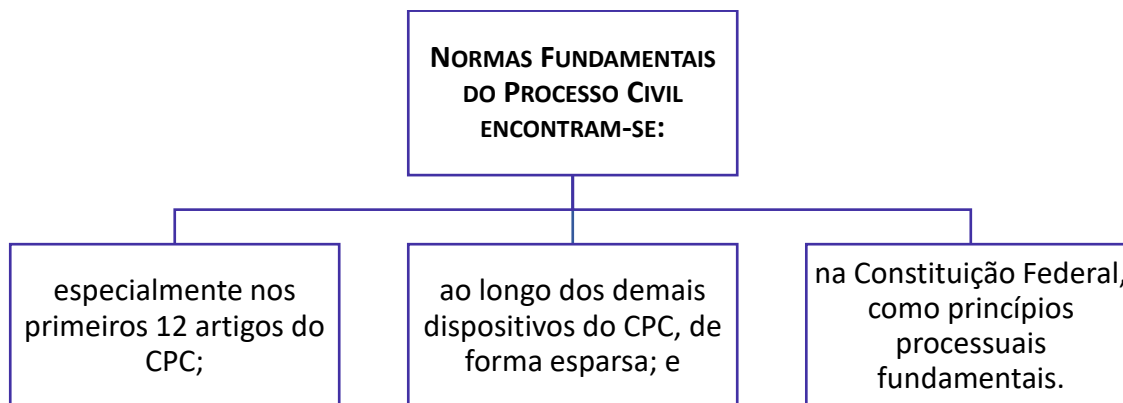 NORMAS FUNDAMENTAIS
DO PROCESSO CIVIL
ENCONTRAM-SE:
especialmente nos
primeiros 12 artigos do
CPC;
ao longo dos demais
dispositivos do CPC, de
forma esparsa; e
na Constituição Federal,
como princípios
processuais
fundamentais.